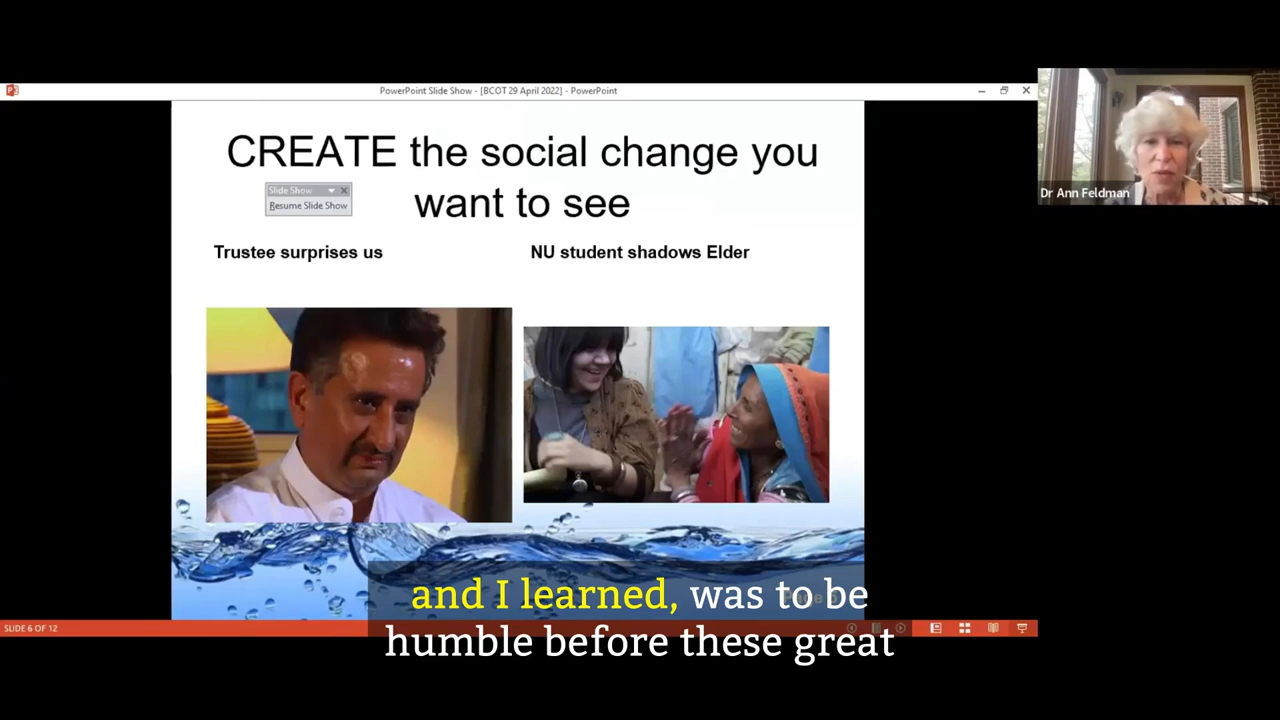 PowerPoint Slide Show - [BCOT 29 April 2022] - PowerPoint
CREATE the social change you
want to see
Slide Show
Resume Slide Show
Trustee surprises us
NU student shadows Elder
Dr Ann Feldman
and I learned, was to be
humble before these great
SLIDE 6 OF 12